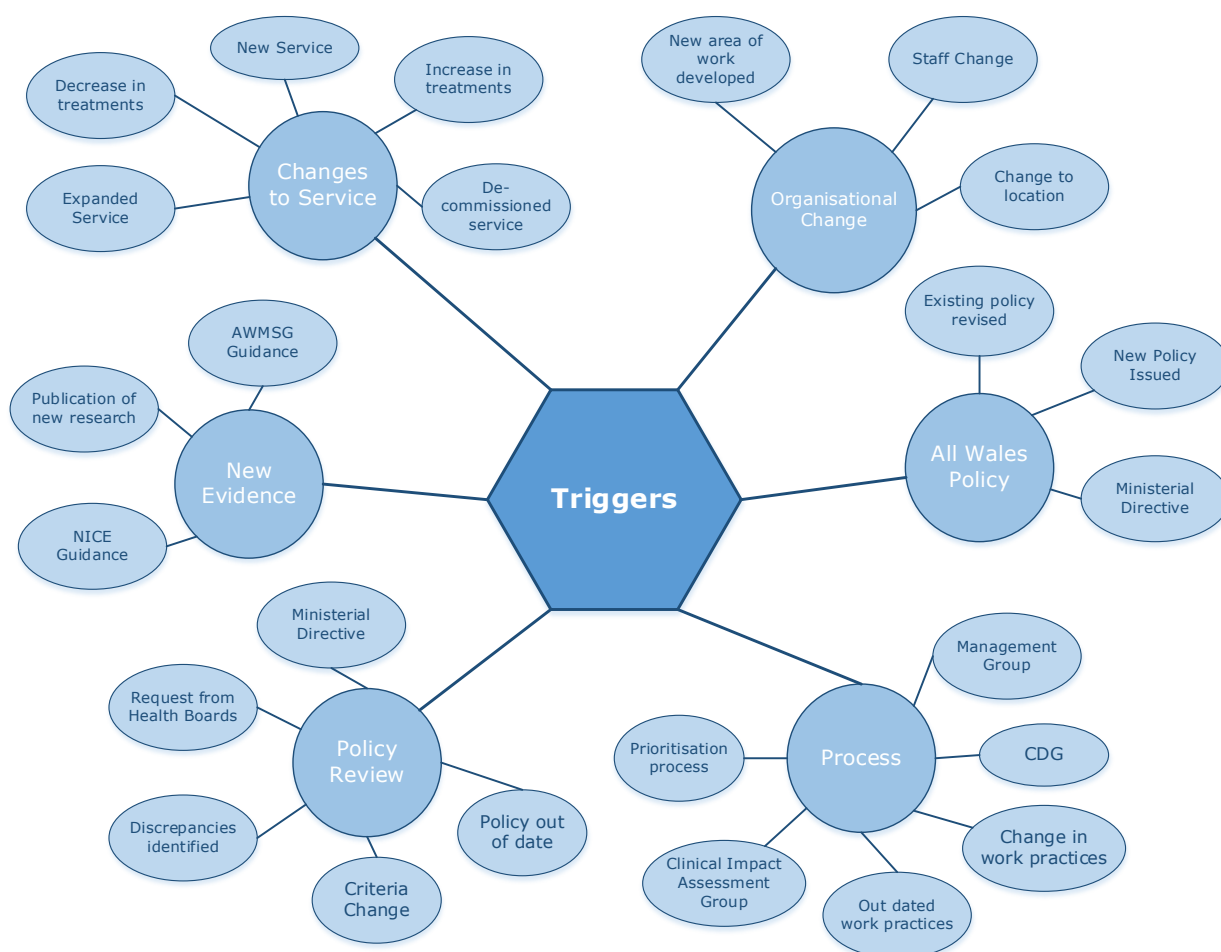 New Service
Decrease in
treatments
Increase in
treatments
Changes
to Service
Expanded
Service
De-
commissioned
service
New area of
work
developed
Staff Change
Organisational
Change
Change to
location
AWMSG
Guidance
Publication of
new research
New
Evidence
NICE
Guidance
Triggers
Existing policy
revised
New Policy
Issued
All Wales
Policy
Ministerial
Directive
Ministerial
Directive
Request from
Health Boards
Policy
Review
Discrepancies
identified
Policy out
of date
Criteria
Change
Management
Group
Prioritisation
process
Process
CDG
Change in
work practices
Clinical Impact
Assessment
Group
Out dated
work practices